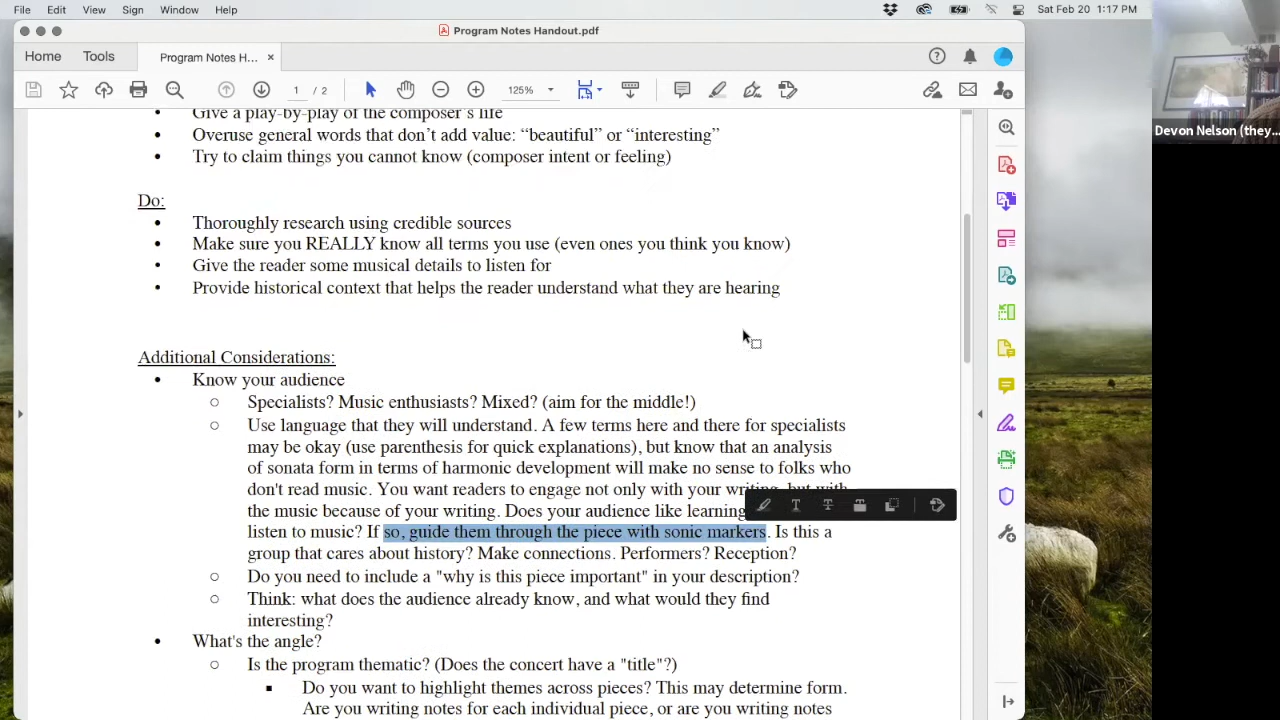 File Edit View Sign Window Help Sat Feb 20 1:17 PM
Program Notes Handout.pdf
Home Tools Program Notes H... ×
1 / 2 125%
Devon Nelson (they...
• Give a play-by-play of the composer's life
• Overuse general words that don't add value: “beautiful” or “interesting”
• Try to claim things you cannot know (composer intent or feeling)
Do:
• Thoroughly research using credible sources
• Make sure you REALLY know all terms you use (even ones you think you know)
• Give the reader some musical details to listen for
• Provide historical context that helps the reader understand what they are hearing
Additional Considerations:
• Know your audience
○ Specialists? Music enthusiasts? Mixed? (aim for the middle!)
○ Use language that they will understand. A few terms here and there for specialists
may be okay (use parenthesis for quick explanations), but know that an analysis
of sonata form in terms of harmonic development will make no sense to folks who
don't read music. You want readers to engage not only with your writing, but with
the music because of your writing. Does your audience like learning
listen to music? If so, guide them through the piece with sonic markers. Is this a
group that cares about history? Make connections. Performers? Reception?
○ Do you need to include a "why is this piece important" in your description?
○ Think: what does the audience already know, and what would they find
interesting?
• What's the angle?
○ Is the program thematic? (Does the concert have a "title"?)
▪ Do you want to highlight themes across pieces? This may determine form.
Are you writing notes for each individual piece, or are you writing notes